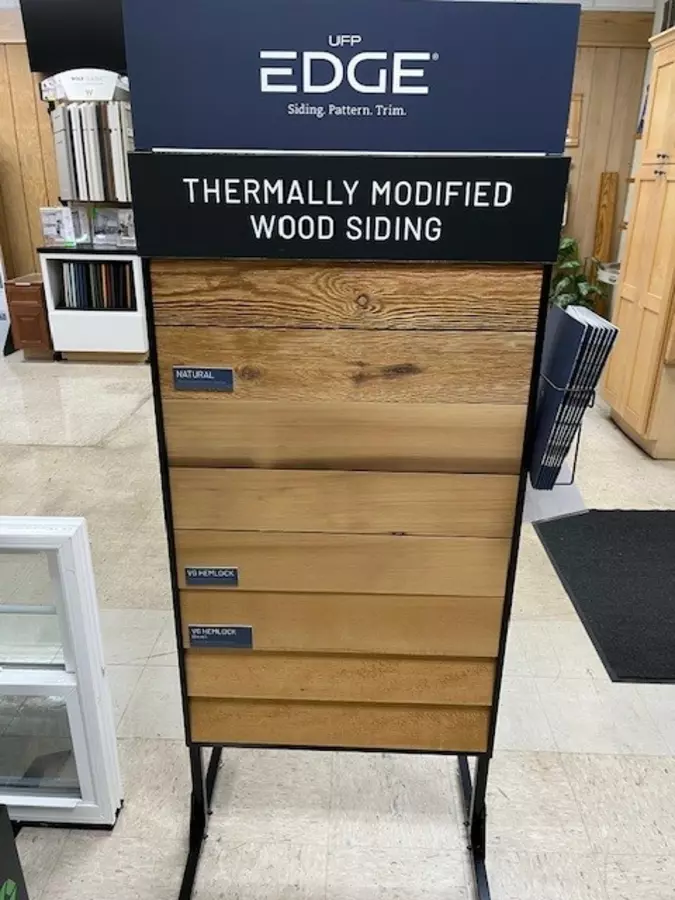 UFP
EDGE®
Siding. Pattern. Trim.
THERMALLY MODIFIED
WOOD SIDING
NATURAL
VG HEMLOCK
VG HEMLOCK